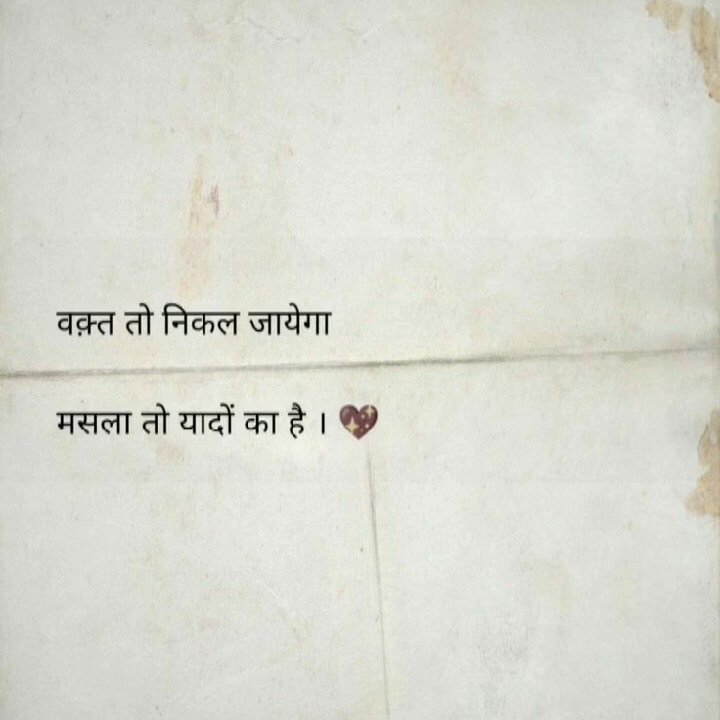 वक़्त तो निकल जायेगा
मसला तो यादों का है । 💖